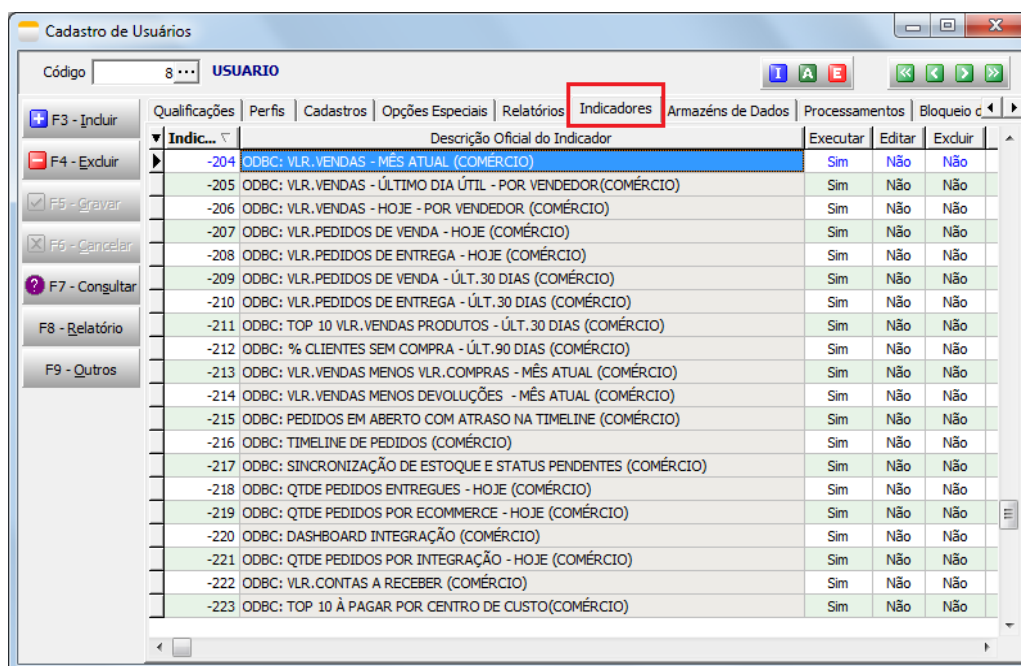 Cadastro de Usuários
Código 8 ... USUARIO I A E
Qualificações Perfis Cadastros Opções Especiais Relatórios Indicadores Armazéns de Dados Processamentos Bloqueio d
F3 - Incluir
F4 - Excluir
F5 - Gravar
F6 - Cancelar
F7 - Consultar
F8 - Relatório
F9 - Outros
Indic... Descrição Oficial do Indicador Executar Editar Excluir
-204 ODBC: VLR.VENDAS - MÊS ATUAL (COMÉRCIO) Sim Não Não
-205 ODBC: VLR.VENDAS - ÚLTIMO DIA ÚTIL - POR VENDEDOR(COMÉRCIO) Sim Não Não
-206 ODBC: VLR.VENDAS - HOJE - POR VENDEDOR (COMÉRCIO) Sim Não Não
-207 ODBC: VLR.PEDIDOS DE VENDA - HOJE (COMÉRCIO) Sim Não Não
-208 ODBC: VLR.PEDIDOS DE ENTREGA - HOJE (COMÉRCIO) Sim Não Não
-209 ODBC: VLR.PEDIDOS DE VENDA - ÚLT.30 DIAS (COMÉRCIO) Sim Não Não
-210 ODBC: VLR.PEDIDOS DE ENTREGA - ÚLT.30 DIAS (COMÉRCIO) Sim Não Não
-211 ODBC: TOP 10 VLR.VENDAS PRODUTOS - ÚLT.30 DIAS (COMÉRCIO) Sim Não Não
-212 ODBC: % CLIENTES SEM COMPRA - ÚLT.90 DIAS (COMÉRCIO) Sim Não Não
-213 ODBC: VLR.VENDAS MENOS VLR.COMPRAS - MÊS ATUAL (COMÉRCIO) Sim Não Não
-214 ODBC: VLR.VENDAS MENOS DEVOLUÇÕES - MÊS ATUAL (COMÉRCIO) Sim Não Não
-215 ODBC: PEDIDOS EM ABERTO COM ATRASO NA TIMELINE (COMÉRCIO) Sim Não Não
-216 ODBC: TIMELINE DE PEDIDOS (COMÉRCIO) Sim Não Não
-217 ODBC: SINCRONIZAÇÃO DE ESTOQUE E STATUS PENDENTES (COMÉRCIO) Sim Não Não
-218 ODBC: QTDE PEDIDOS ENTREGUES - HOJE (COMÉRCIO) Sim Não Não
-219 ODBC: QTDE PEDIDOS POR ECOMMERCE - HOJE (COMÉRCIO) Sim Não Não
-220 ODBC: DASHBOARD INTEGRAÇÃO (COMÉRCIO) Sim Não Não
-221 ODBC: QTDE PEDIDOS POR INTEGRAÇÃO - HOJE (COMÉRCIO) Sim Não Não
-222 ODBC: VLR.CONTAS A RECEBER (COMÉRCIO) Sim Não Não
-223 ODBC: TOP 10 À PAGAR POR CENTRO DE CUSTO(COMÉRCIO) Sim Não Não